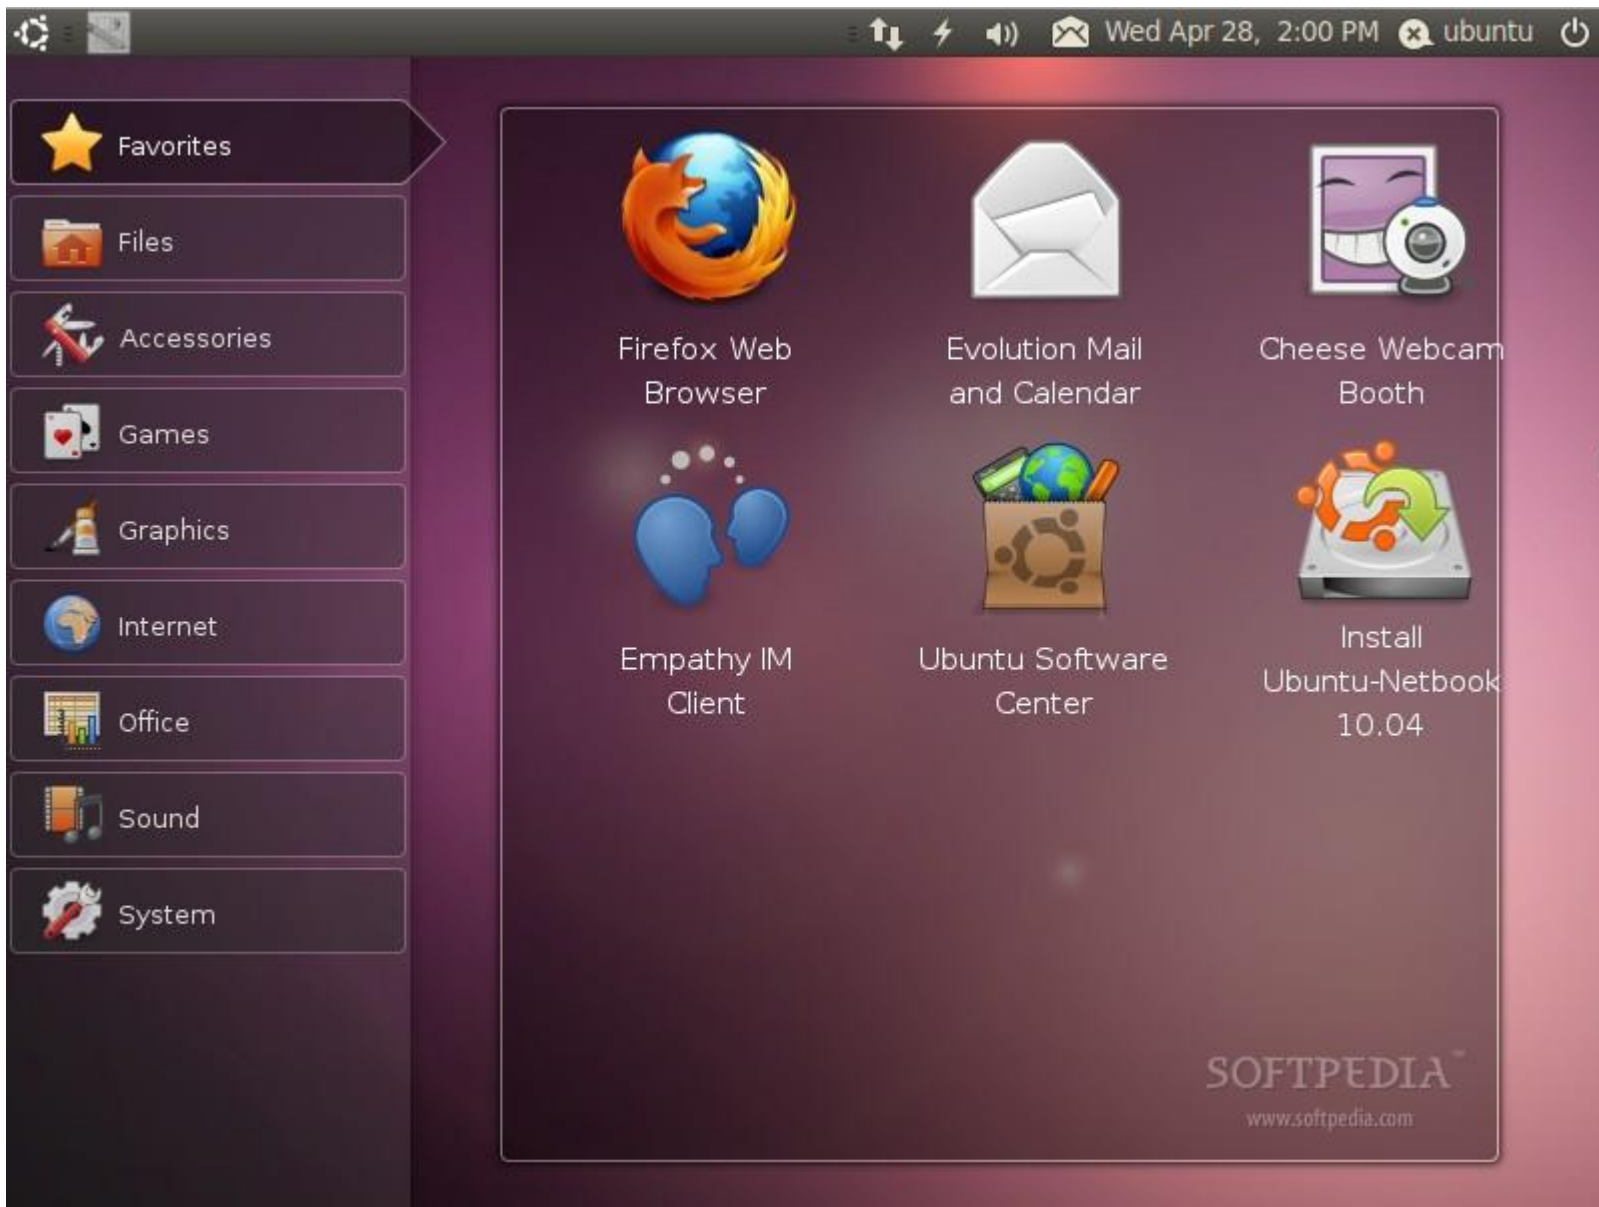 Wed Apr 28, 2:00 PM ubuntu
Favorites
Files
Accessories
Games
Graphics
Internet
Office
Sound
System
Firefox Web
Browser
Evolution Mail
and Calendar
Cheese Webcam
Booth
Empathy IM
Client
Ubuntu Software
Center
Install
Ubuntu-Netbook
10.04
SOFTPEDIA™
www.softpedia.com